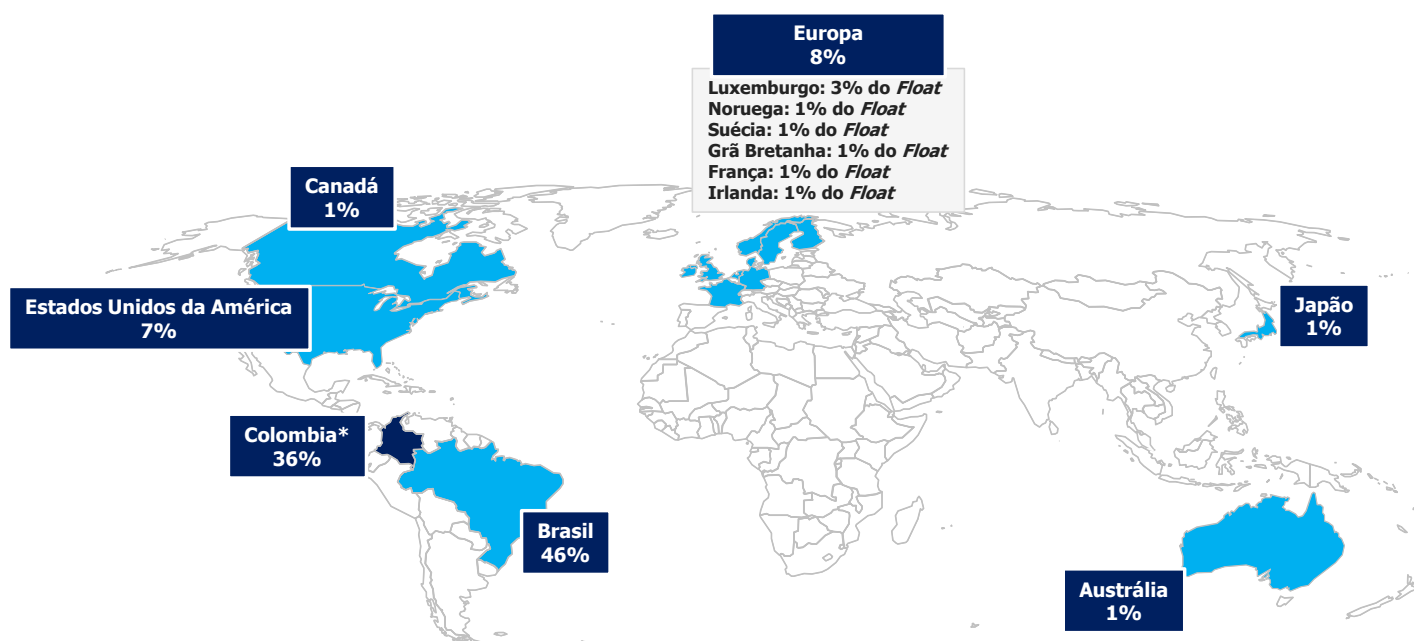 Europa
8%
Luxemburgo: 3% do Float
Noruega: 1% do Float
Suécia: 1% do Float
Grã Bretanha: 1% do Float
França: 1% do Float
Irlanda: 1% do Float
Canadá
1%
Estados Unidos da América
7%
Japão
1%
Colombia*
36%
Brasil
46%
Austrália
1%